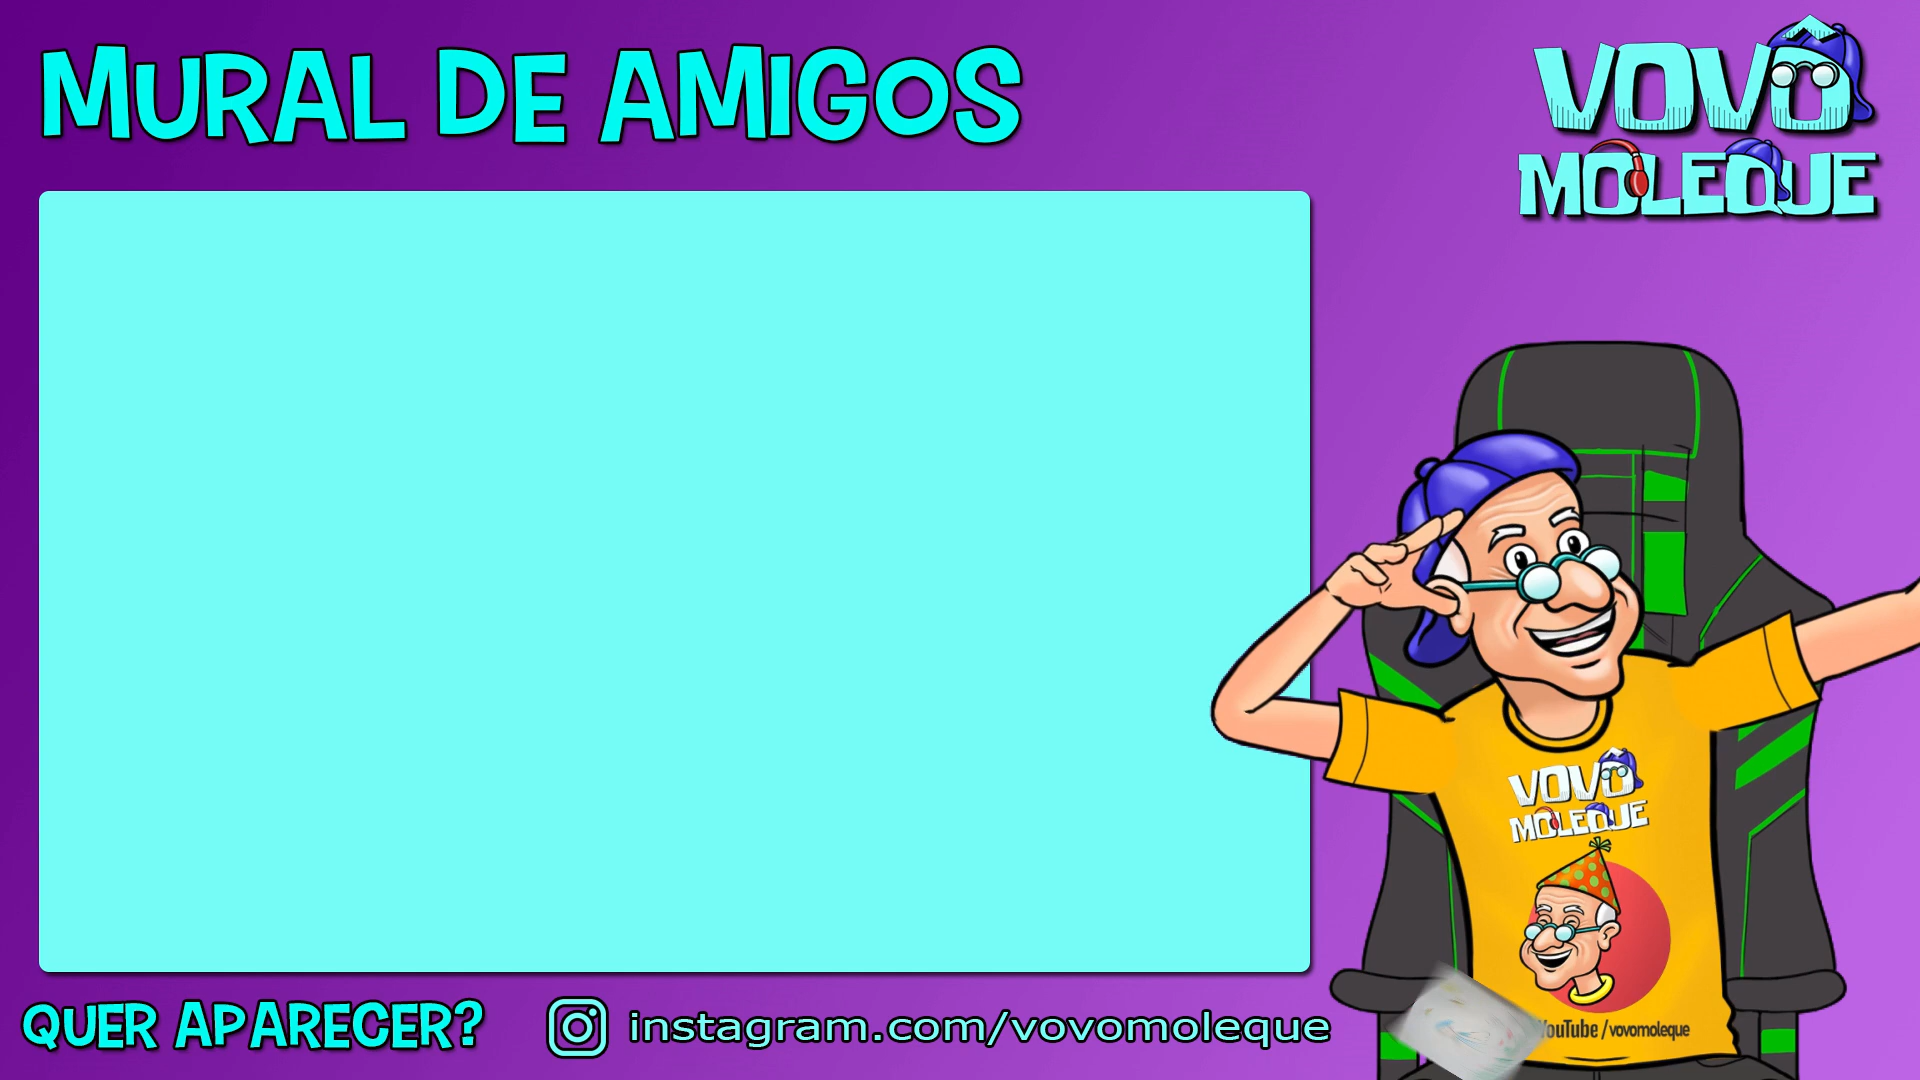 MURAL DE AMIGOS
VOVÔ
MOLEQUE
VOVÔ
MOLEQUE
YouTube /vovomoleque
QUER APARECER?
instagram.com/vovomoleque